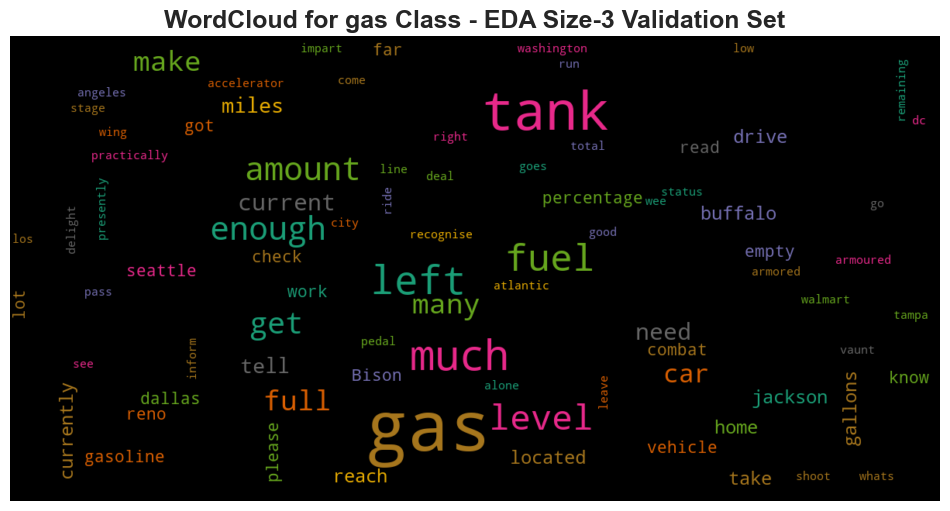 WordCloud for gas Class - EDA Size-3 Validation Set
impart
far
washington
low
make
run
accelerator
come
remaining
angeles
stage
miles
tank
dc
wing
got
right
drive
practically
total
read
amount
line
deal
goes
presently
ride
percentage
wee
status
current
buffalo
go
delight
enough
city
los
recognise
good
check
fuel
empty
seattle
left
armored
armoured
pass
work
atlantic
lot
many
walmart
get
tampa
need
pedal
inform
much
combat
vaunt
see
tell
Bison
car
know
alone
currently
dallas
full
leave
jackson
gallons
reno
gas
level
home
please
gasoline
located
vehicle
reach
take
shoot
whats